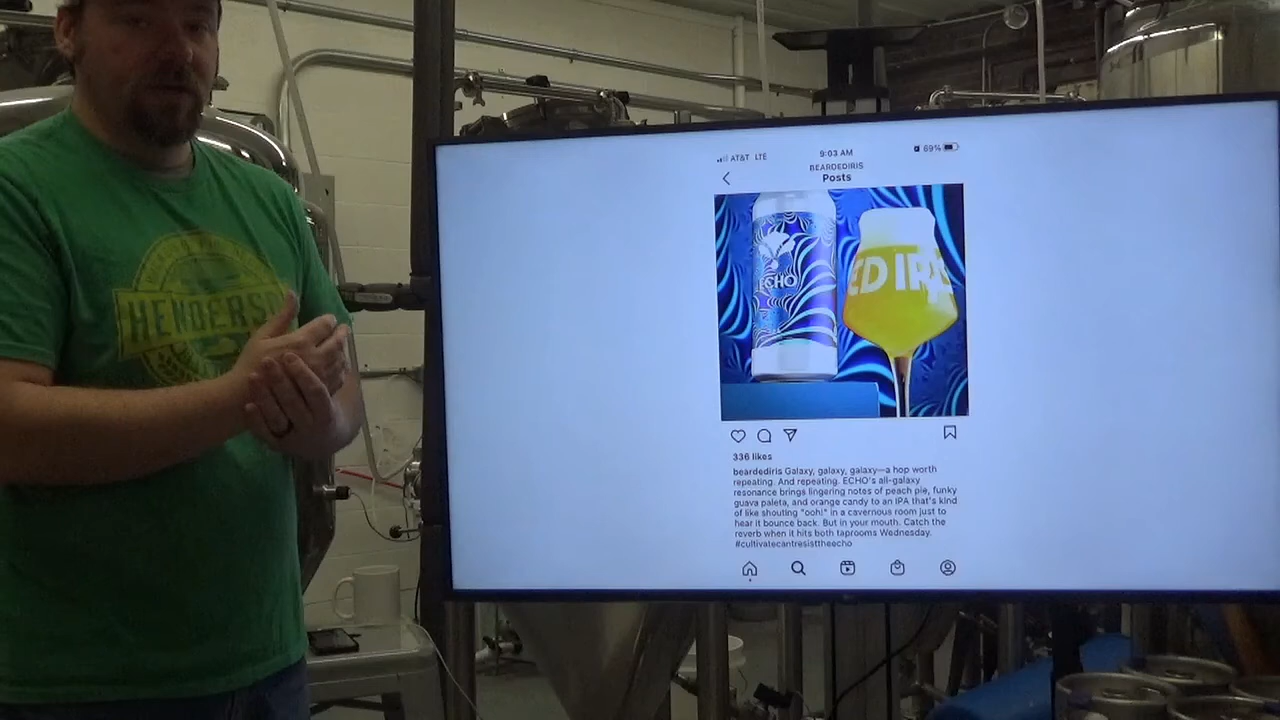 HENDERS
AT&T LTE
9:03 AM
69%
BEARDEDIRIS
Posts
ECHO
ED IRIS
336 likes
beardediris Galaxy, galaxy, galaxy—a hop worth
repeating. And repeating. ECHO's all-galaxy
resonance brings lingering notes of peach pie, funky
guava paleta, and orange candy to an IPA that's kind
of like shouting "ooh!" in a cavernous room just to
hear it bounce back. But in your mouth. Catch the
reverb when it hits both taprooms Wednesday.
#cultivatecantresisttheecho